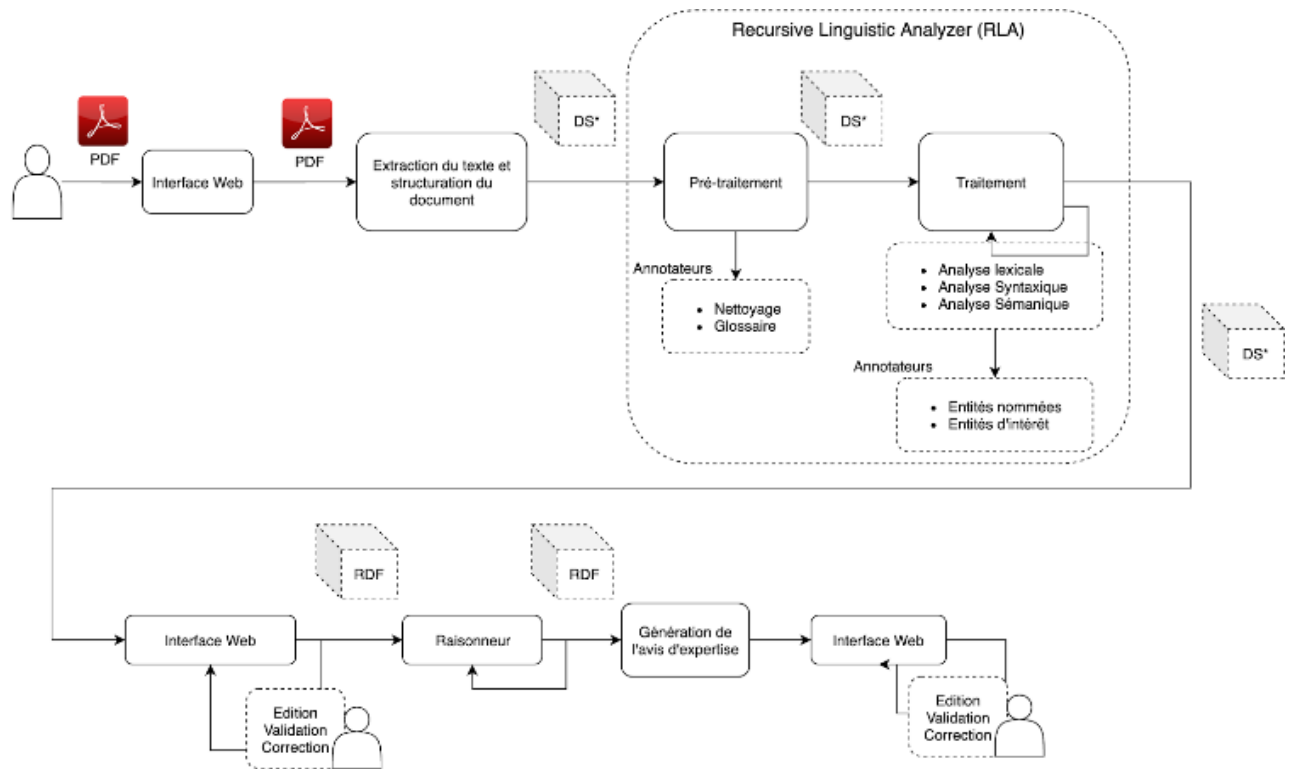 Recursive Linguistic Analyzer (RLA)
DS*
DS*
PDF
PDF
Interface Web
Extraction du texte et
structuration du
document
Pré-traitement
Traitement
Annotateurs
• Nettoyage
• Glossaire
• Analyse lexicale
• Analyse Syntaxique
• Analyse Sémanique
DS*
Annotateurs
• Entités nommées
• Entités d'intérêt
RDF
RDF
Interface Web
Raisonneur
Génération de
l'avis d'expertise
Interface Web
Edition
Validation
Correction
Edition
Validation
Correction